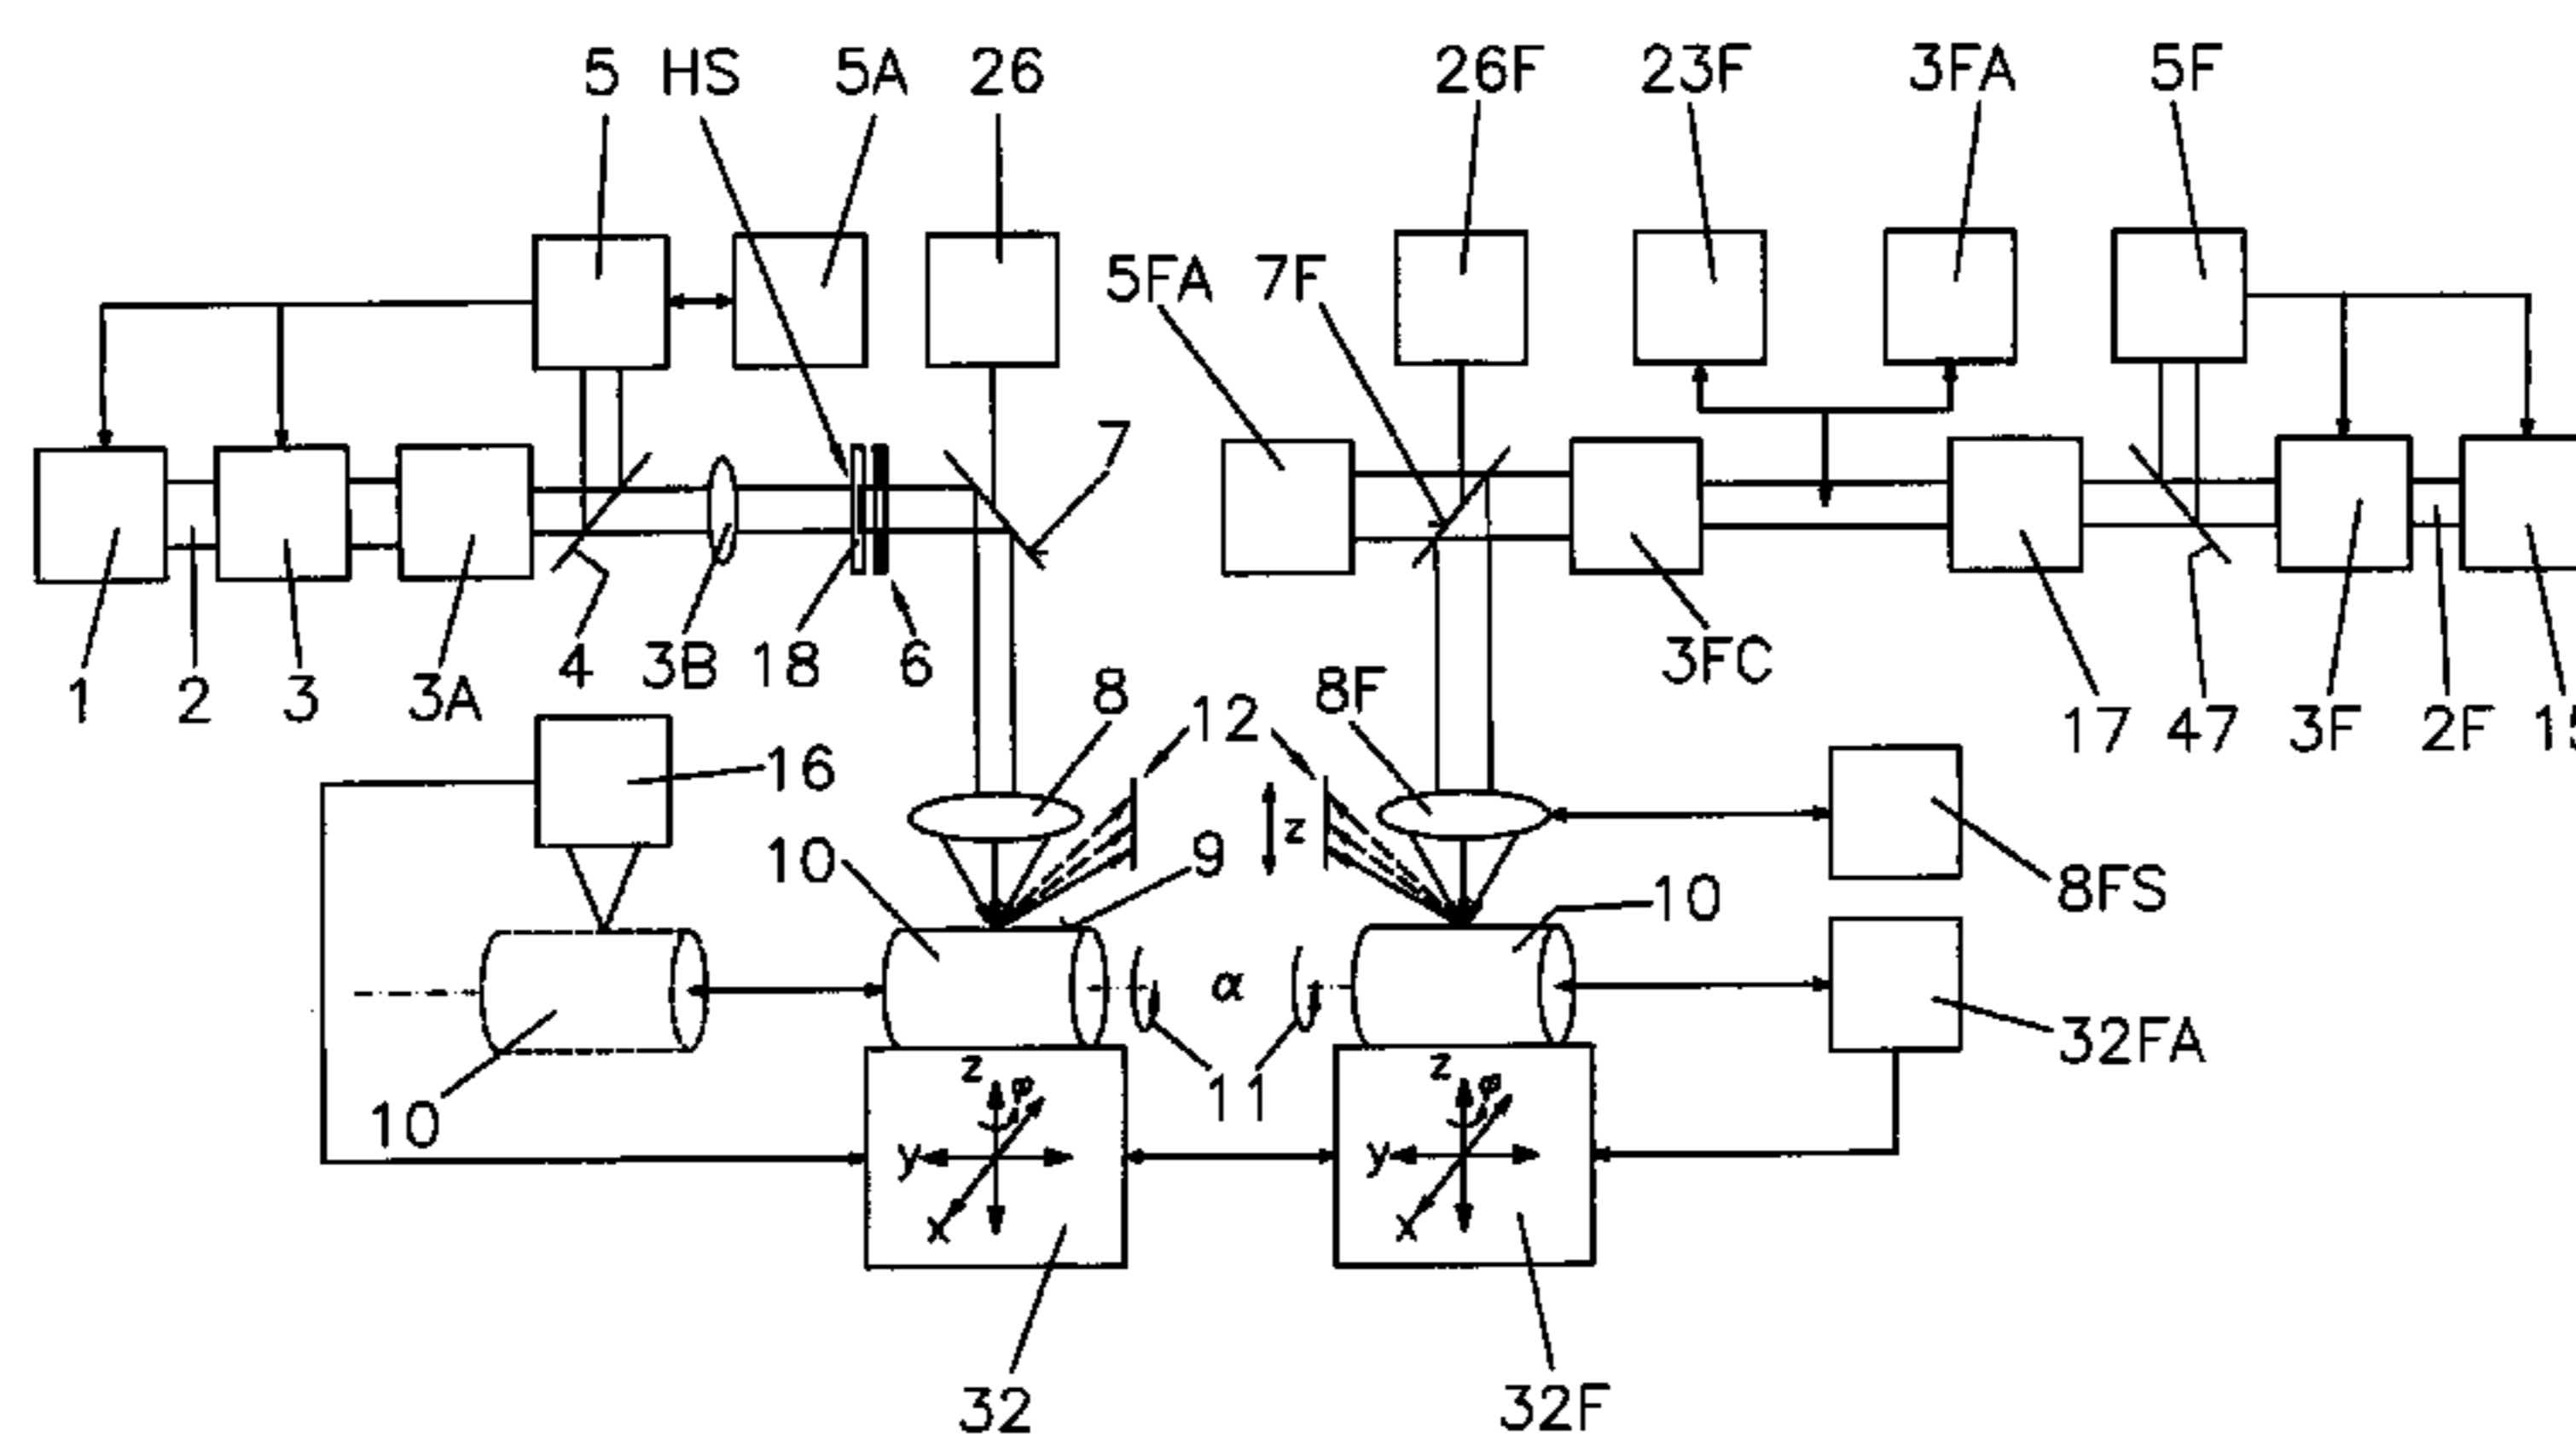 5 HS 5A 26 26F 23F 3FA 5F
5FA 7F
7
1 2 3 3A 4 3B 18 6 3FC 17 47 3F 2F
16 8 12 8F
z
10 9 10 8FS
α
10 11 32FA
z φ z φ
y y
x x
32 32F